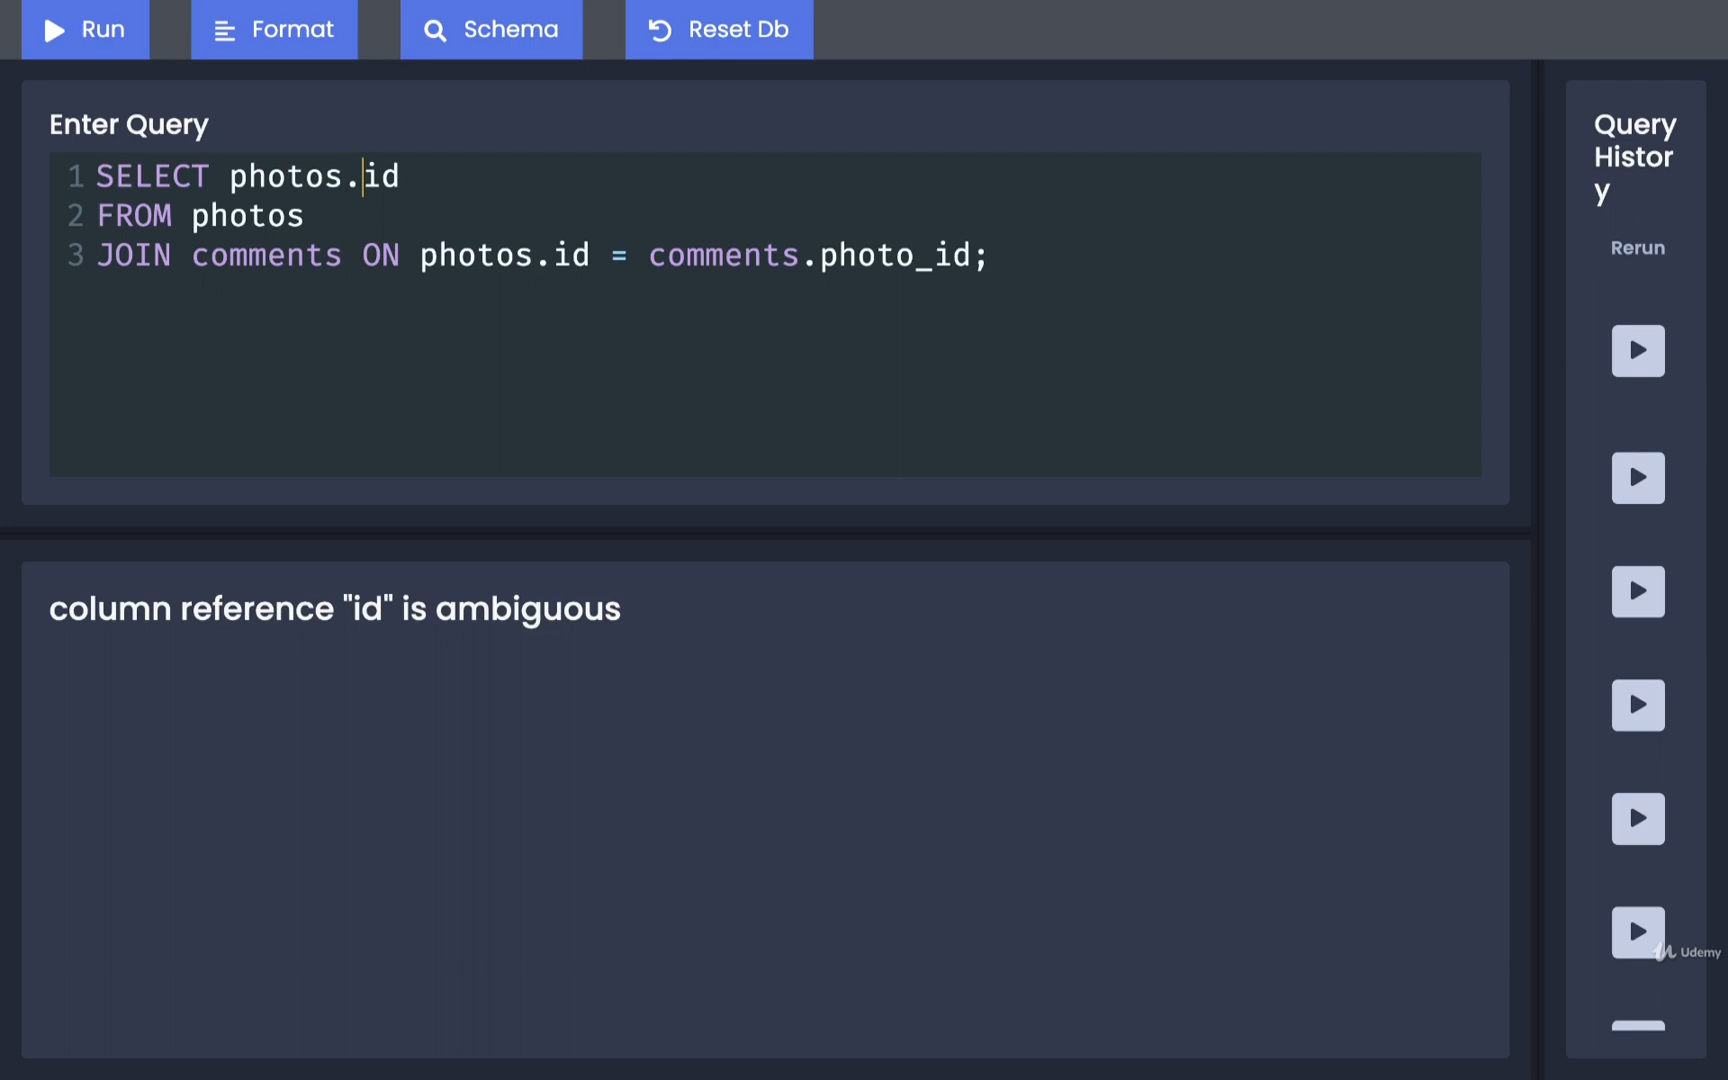 Run
Format
Schema
Reset Db
Enter Query
1 SELECT photos.id
2 FROM photos
3 JOIN comments ON photos.id = comments.photo_id;
column reference "id" is ambiguous
Query
Histor
y
Rerun
Udemy